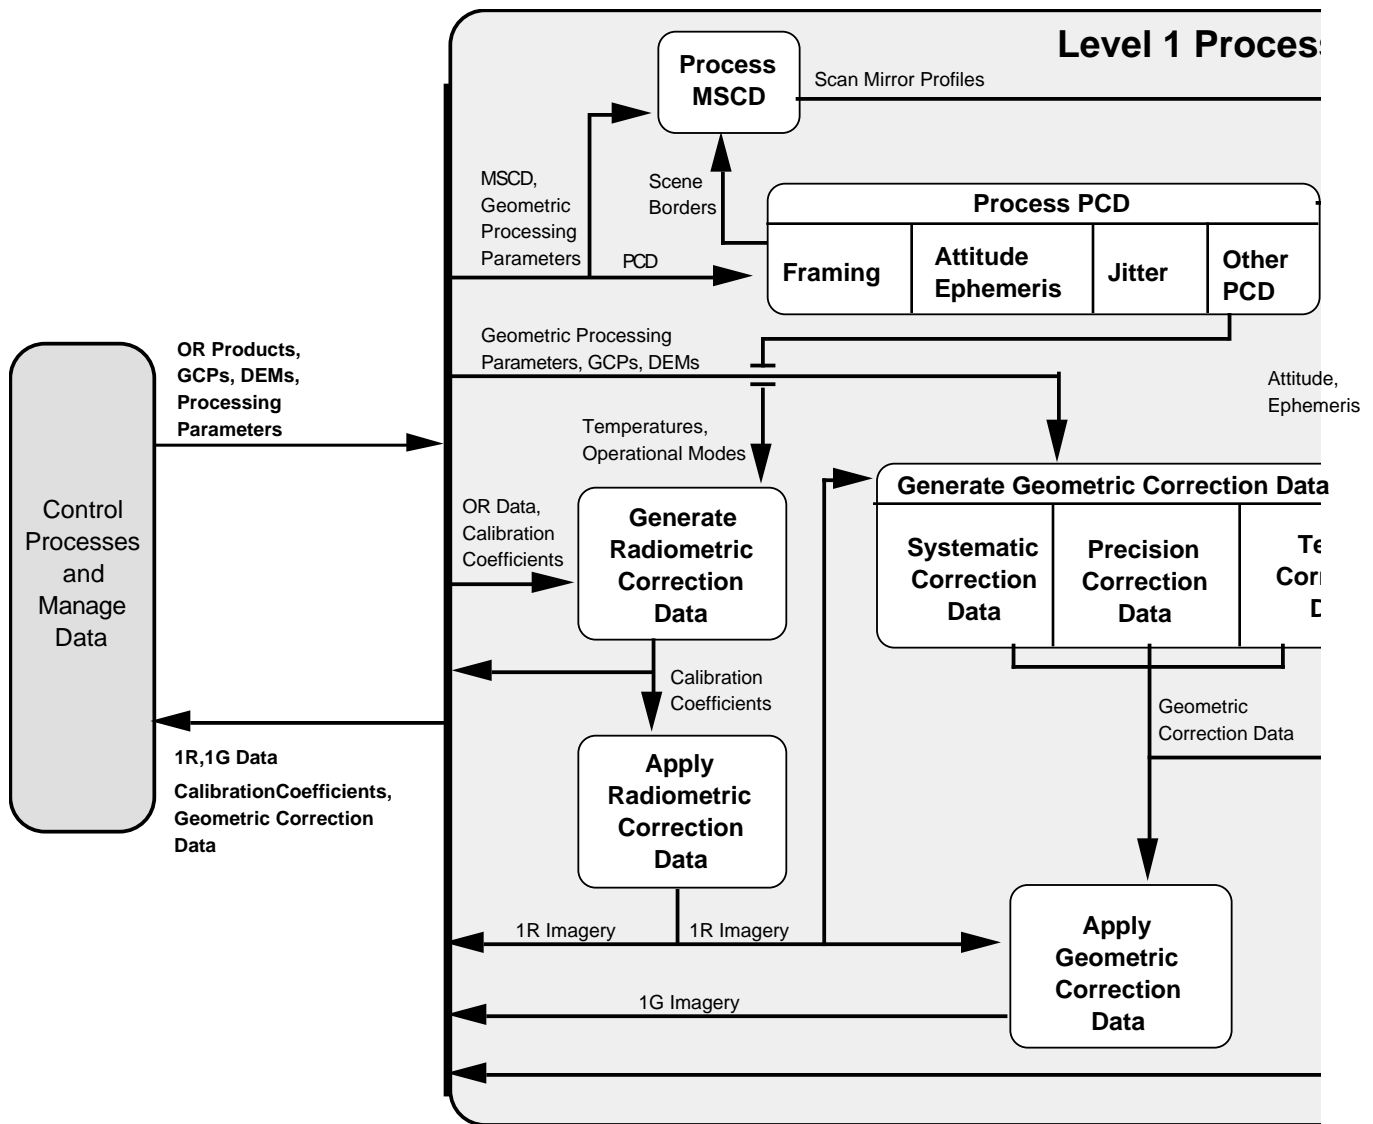 Level 1 Proces
Process
MSCD
Scan Mirror Profiles
MSCD,
Geometric
Processing
Parameters
Scene
Borders
PCD
Process PCD
Framing
Attitude
Ephemeris
Jitter
Other
PCD
Geometric Processing
Parameters, GCPs, DEMs
OR Products,
GCPs, DEMs,
Processing
Parameters
Attitude,
Ephemeris
Temperatures,
Operational Modes
Control
Processes
and
Manage
Data
OR Data,
Calibration
Coefficients
Generate
Radiometric
Correction
Data
Generate Geometric Correction Data
Systematic
Correction
Data
Precision
Correction
Data
Te
Corr
D
Calibration
Coefficients
Geometric
Correction Data
1R,1G Data
CalibrationCoefficients,
Geometric Correction
Data
Apply
Radiometric
Correction
Data
1R Imagery
1R Imagery
Apply
Geometric
Correction
Data
1G Imagery